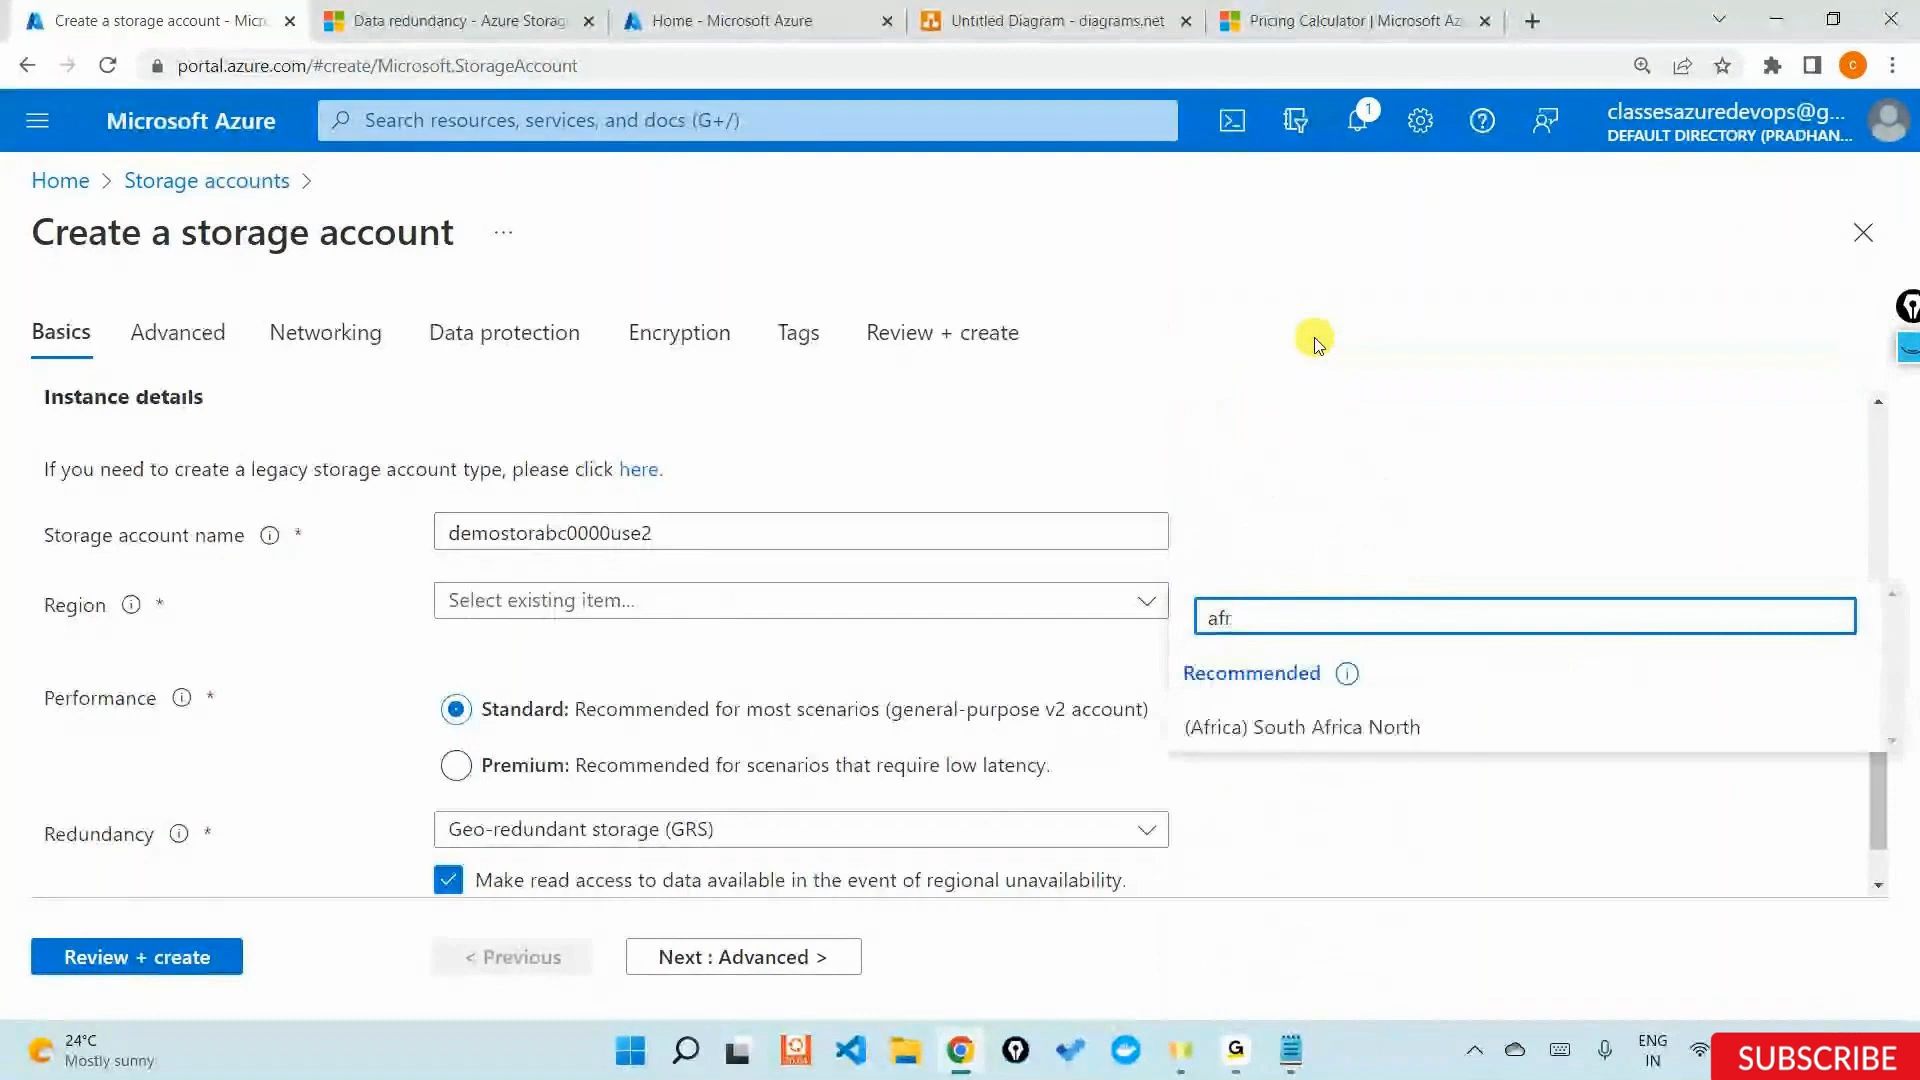 Create a storage account - Micr
Data redundancy - Azure Storag
Home - Microsoft Azure
Untitled Diagram - diagrams.net
Pricing Calculator | Microsoft Az
portal.azure.com/#create/Microsoft.StorageAccount
C
Microsoft Azure
Search resources, services, and docs (G+/)
1
classesazuredevops@g...
DEFAULT DIRECTORY (PRADHAN...
Home > Storage accounts >
Create a storage account ...
Basics
Advanced
Networking
Data protection
Encryption
Tags
Review + create
Instance details
If you need to create a legacy storage account type, please click here.
Storage account name *
demostorabc0000use2
Region *
Select existing item...
afr
Recommended
(Africa) South Africa North
Performance *
Standard: Recommended for most scenarios (general-purpose v2 account)
Premium: Recommended for scenarios that require low latency.
Redundancy *
Geo-redundant storage (GRS)
Make read access to data available in the event of regional unavailability.
Review + create
< Previous
Next : Advanced >
24°C
Mostly sunny
G
ENG
IN
SUBSCRIBE